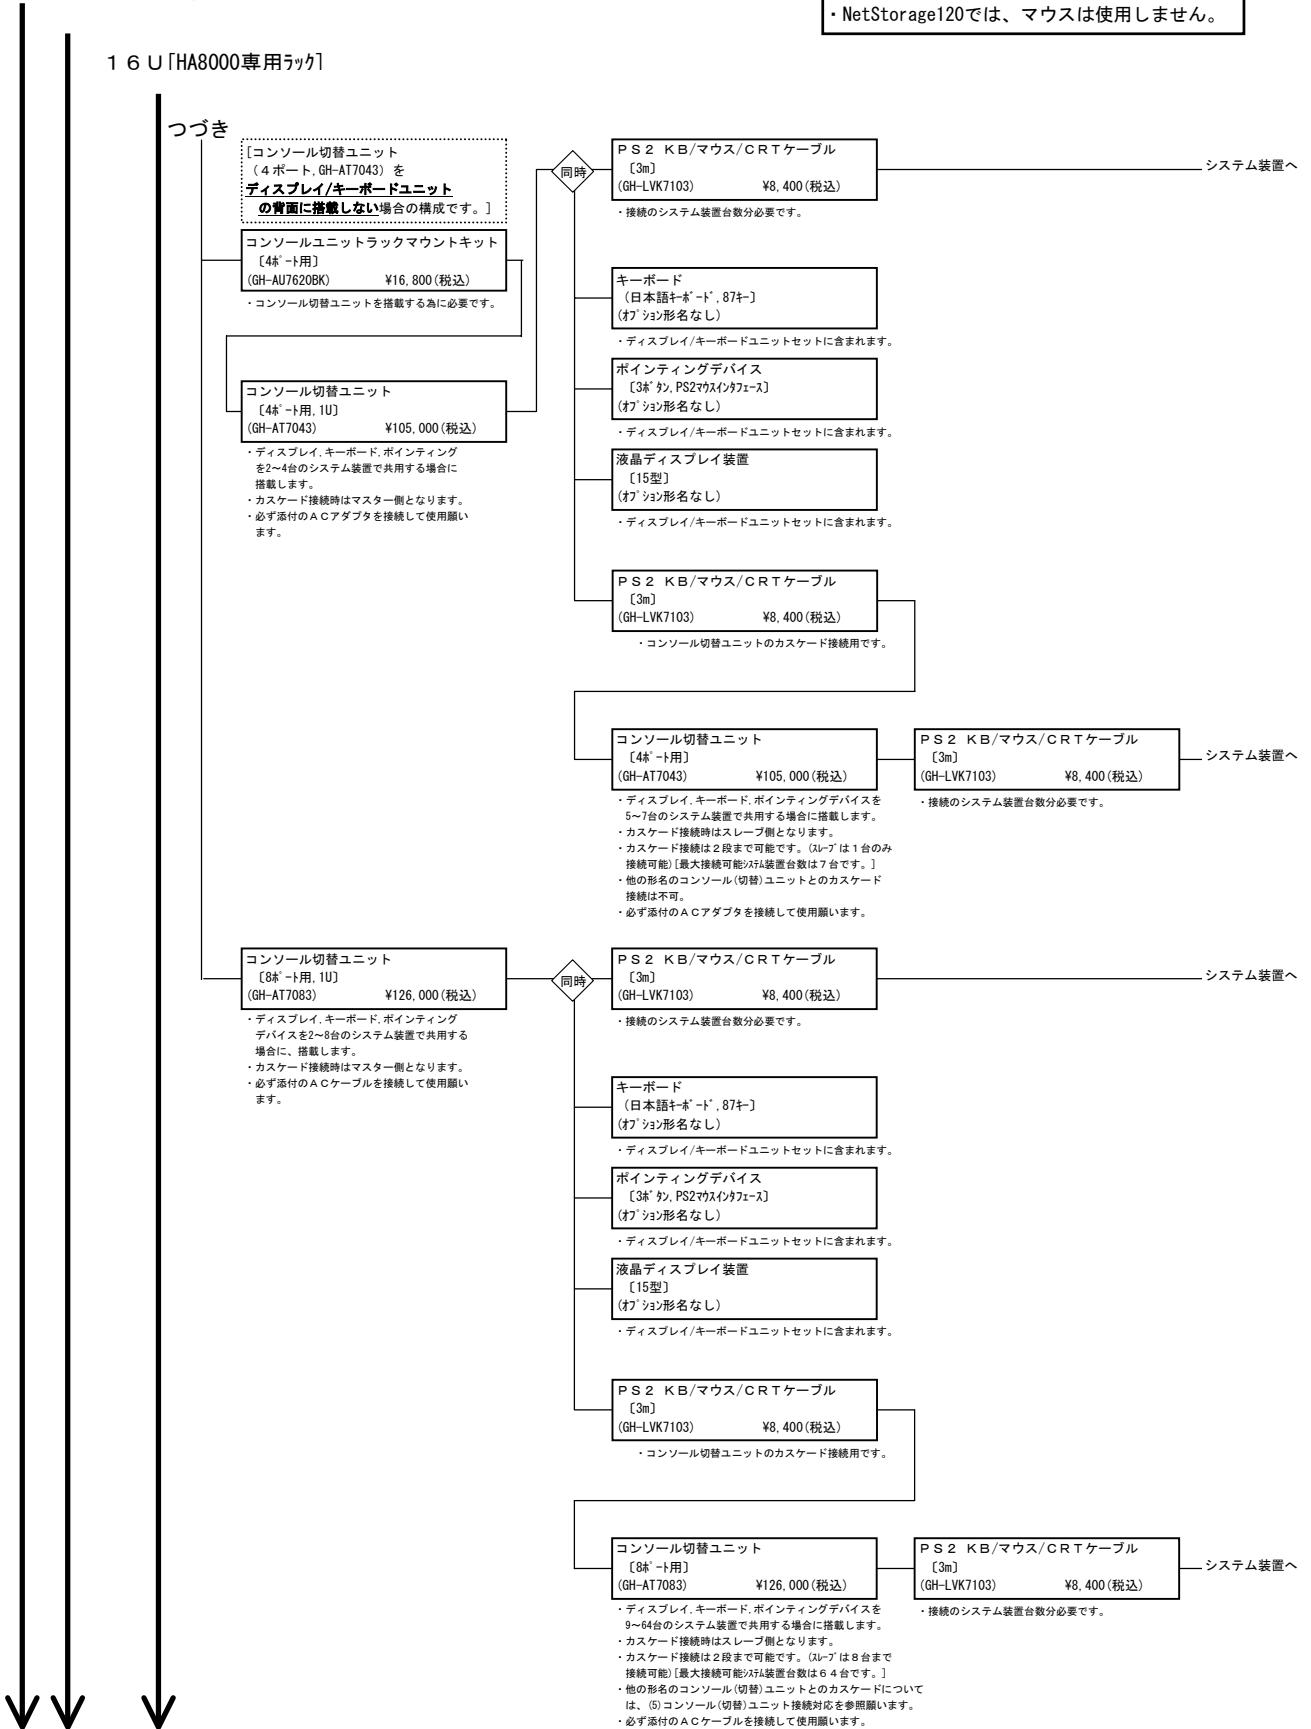 ・NetStorage120では、マウスは使用しません。
１６Ｕ「HA8000専用ﾗｯｸ」
つづき
[コンソール切替ユニット
（４ポート,GH-AT7043）を
ディスプレイ/キーボードユニット
の背面に搭載しない場合の構成です。]
コンソールユニットラックマウントキット
〔4ﾎﾟｰﾄ用〕
(GH-AU7620BK) ¥16,800(税込)
・コンソール切替ユニットを搭載する為に必要です。
コンソール切替ユニット
〔4ﾎﾟｰﾄ用,1U〕
(GH-AT7043) ¥105,000(税込)
・ディスプレイ,キーボード,ポインティング
を2～4台のシステム装置で共用する場合に
搭載します。
・カスケード接続時はマスター側となります。
・必ず添付のＡＣアダプタを接続して使用願い
ます。
同時
ＰＳ２ ＫＢ/マウス/ＣＲＴケーブル
〔3m〕
(GH-LVK7103) ¥8,400(税込)
・接続のシステム装置台数分必要です。
システム装置へ
キーボード
（日本語ｷｰﾎﾞｰﾄﾞ,87ｷｰ〕
(ｵﾌﾟｼｮﾝ形名なし)
・ディスプレイ/キーボードユニットセットに含まれます。
ポインティングデバイス
〔3ﾎﾞﾀﾝ,PS2ﾏｳｽｲﾝﾀﾌｪｰｽ〕
(ｵﾌﾟｼｮﾝ形名なし)
・ディスプレイ/キーボードユニットセットに含まれます。
液晶ディスプレイ装置
〔15型〕
(ｵﾌﾟｼｮﾝ形名なし)
・ディスプレイ/キーボードユニットセットに含まれます。
ＰＳ２ ＫＢ/マウス/ＣＲＴケーブル
〔3m〕
(GH-LVK7103) ¥8,400(税込)
・コンソール切替ユニットのカスケード接続用です。
コンソール切替ユニット
〔4ﾎﾟｰﾄ用〕
(GH-AT7043) ¥105,000(税込)
・ディスプレイ,キーボード,ポインティングデバイスを
5～7台のシステム装置で共用する場合に搭載します。
・カスケード接続時はスレーブ側となります。
・カスケード接続は２段まで可能です。(ｽﾚｰﾌﾞは１台のみ
接続可能)[最大接続可能ｼｽﾃﾑ装置台数は７台です。]
・他の形名のコンソール(切替)ユニットとのカスケード
接続は不可。
・必ず添付のＡＣアダプタを接続して使用願います。
ＰＳ２ ＫＢ/マウス/ＣＲＴケーブル
〔3m〕
(GH-LVK7103) ¥8,400(税込)
・接続のシステム装置台数分必要です。
システム装置へ
コンソール切替ユニット
〔8ﾎﾟｰﾄ用,1U〕
(GH-AT7083) ¥126,000(税込)
・ディスプレイ,キーボード,ポインティング
デバイスを2～8台のシステム装置で共用する
場合に、搭載します。
・カスケード接続時はマスター側となります。
・必ず添付のＡＣケーブルを接続して使用願い
ます。
同時
ＰＳ２ ＫＢ/マウス/ＣＲＴケーブル
〔3m〕
(GH-LVK7103) ¥8,400(税込)
・接続のシステム装置台数分必要です。
システム装置へ
キーボード
（日本語ｷｰﾎﾞｰﾄﾞ,87ｷｰ〕
(ｵﾌﾟｼｮﾝ形名なし)
・ディスプレイ/キーボードユニットセットに含まれます。
ポインティングデバイス
〔3ﾎﾞﾀﾝ,PS2ﾏｳｽｲﾝﾀﾌｪｰｽ〕
(ｵﾌﾟｼｮﾝ形名なし)
・ディスプレイ/キーボードユニットセットに含まれます。
液晶ディスプレイ装置
〔15型〕
(ｵﾌﾟｼｮﾝ形名なし)
・ディスプレイ/キーボードユニットセットに含まれます。
ＰＳ２ ＫＢ/マウス/ＣＲＴケーブル
〔3m〕
(GH-LVK7103) ¥8,400(税込)
・コンソール切替ユニットのカスケード接続用です。
コンソール切替ユニット
〔8ﾎﾟｰﾄ用〕
(GH-AT7083) ¥126,000(税込)
・ディスプレイ,キーボード,ポインティングデバイスを
9～64台のシステム装置で共用する場合に搭載します。
・カスケード接続時はスレーブ側となります。
・カスケード接続は２段まで可能です。(ｽﾚｰﾌﾞは８台まで
接続可能)[最大接続可能ｼｽﾃﾑ装置台数は６４台です。]
・他の形名のコンソール(切替)ユニットとのカスケードについて
は、(5)コンソール(切替)ユニット接続対応を参照願います。
・必ず添付のＡＣケーブルを接続して使用願います。
ＰＳ２ ＫＢ/マウス/ＣＲＴケーブル
〔3m〕
(GH-LVK7103) ¥8,400(税込)
・接続のシステム装置台数分必要です。
システム装置へ